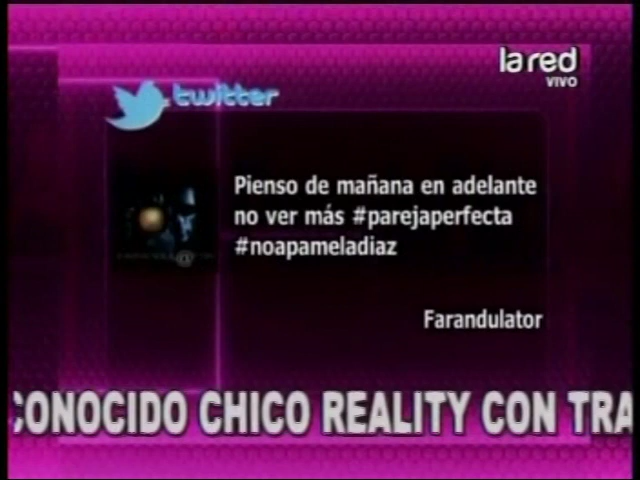 la red
VIVO
twitter
Pienso de mañana en adelante
no ver más #parejaperfecta
#noapameladiaz
Farandulator
CONOCIDO CHICO REALITY CON TRA